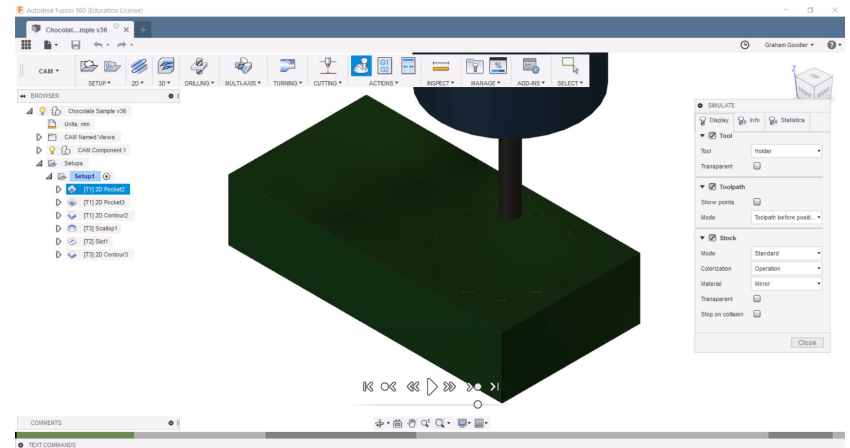 Autodesk Fusion 360 (Education License)
Chocolat...mple v36
Graham Goodier
CAM
SETUP 2D 3D DRILLING MULTI-AXIS TURNING CUTTING ACTIONS INSPECT MANAGE ADD-INS SELECT
G1
G2
BROWSER
Chocolate Sample v36
Units: mm
CAM Named Views
CAM Component:1
Setups
Setup1
[T1] 2D Pocket2
[T1] 2D Pocket3
[T1] 2D Contour2
[T3] Scallop1
[T2] Slot1
[T3] 2D Contour3
Z
TOP
SIMULATE
Display Info Statistics
Tool
Tool Holder
Transparent
Toolpath
Show points
Mode Toolpath before positi...
Stock
Mode Standard
Colorization Operation
Material Mirror
Transparent
Stop on collision
Close
COMMENTS
TEXT COMMANDS